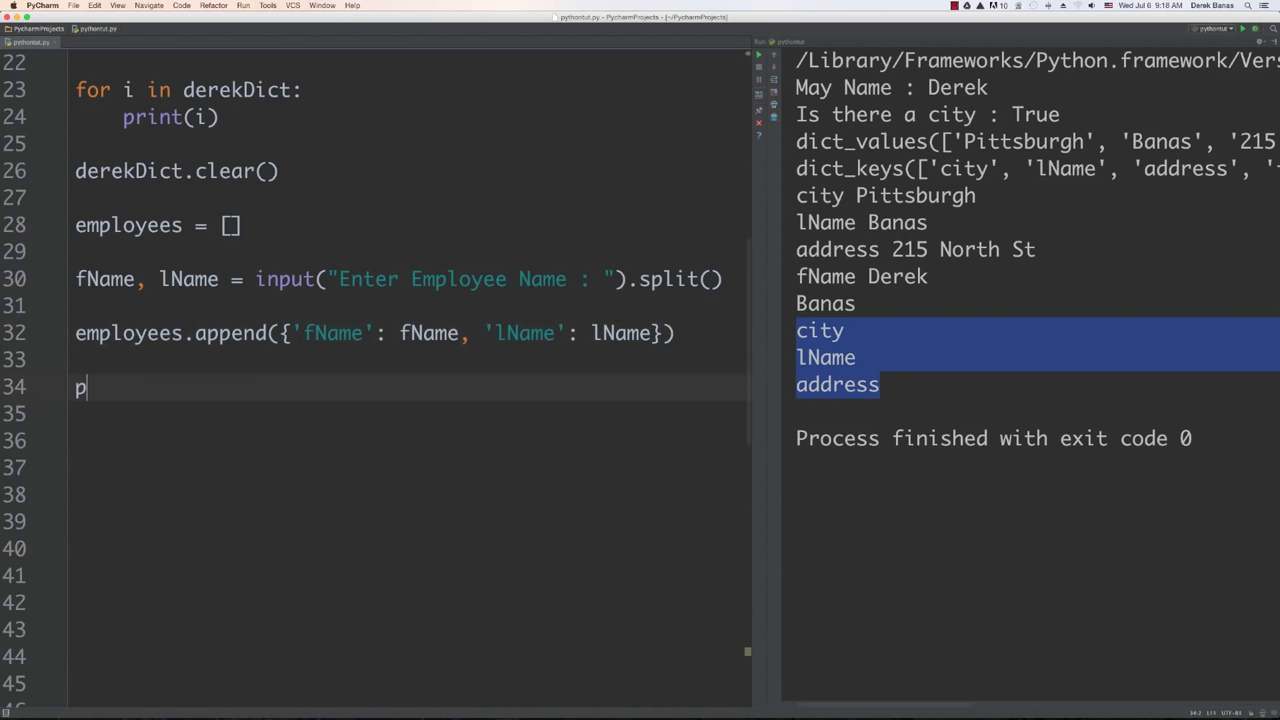 PyCharm File Edit View Navigate Code Refactor Run Tools VCS Window Help 10 Wed Jul 6 9:18 AM Derek Banas
pythontut.py - PycharmProjects - [~/PycharmProjects]
PycharmProjects pythontut.py pythontut
pythontut.py
Run pythontut
22
23 for i in derekDict:
24 print(i)
25
26 derekDict.clear()
27
28 employees = []
29
30 fName, lName = input("Enter Employee Name : ").split()
31
32 employees.append({'fName': fName, 'lName': lName})
33
34 p
35
36
37
38
39
40
41
42
43
44
45
/Library/Frameworks/Python.framework/Vers
May Name : Derek
Is there a city : True
dict_values(['Pittsburgh', 'Banas', '215
dict_keys(['city', 'lName', 'address',
city Pittsburgh
lName Banas
address 215 North St
fName Derek
Banas
city
lName
address
Process finished with exit code 0
34:2 LF÷ UTF-8÷